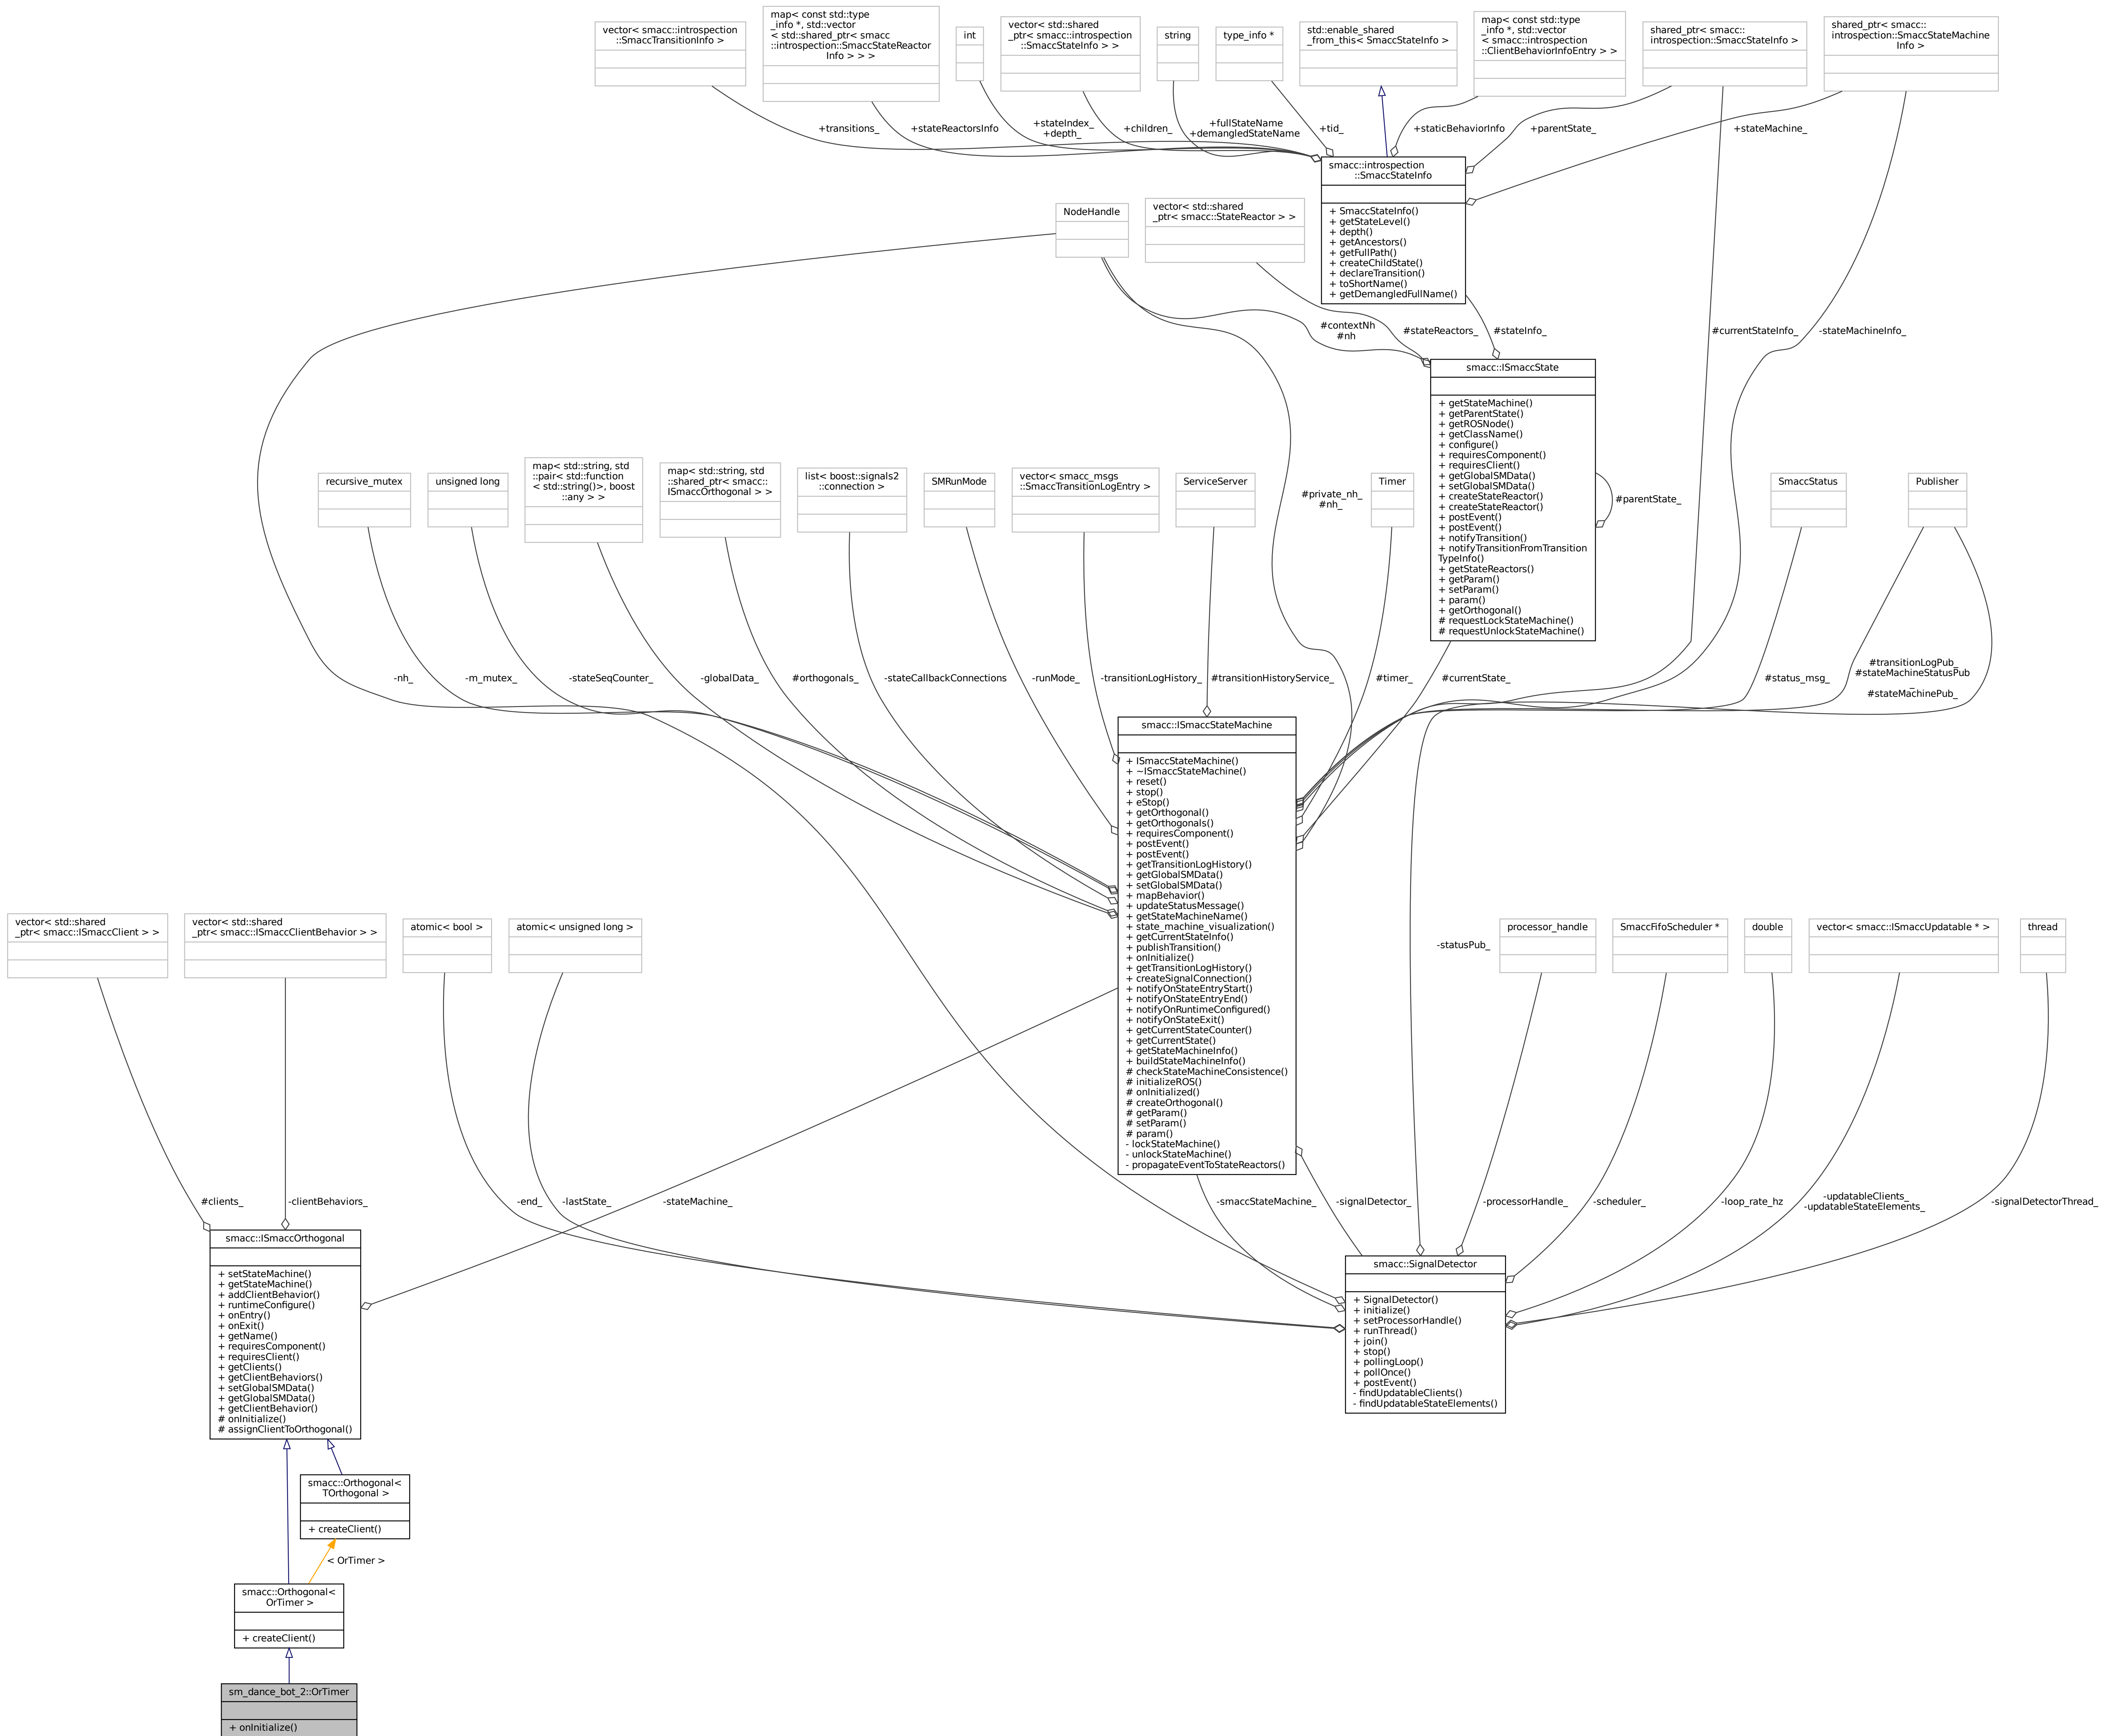 vector< smacc::introspection
::SmaccTransitionInfo >
map< const std::type
_info *, std::vector
< std::shared_ptr< smacc
::introspection::SmaccStateReactor
Info > > >
int
vector< std::shared
_ptr< smacc::introspection
::SmaccStateInfo > >
string
type_info *
std::enable_shared
_from_this< SmaccStateInfo >
map< const std::type
_info *, std::vector
< smacc::introspection
::ClientBehaviorInfoEntry > >
shared_ptr< smacc::
introspection::SmaccStateInfo >
shared_ptr< smacc::
introspection::SmaccStateMachine
Info >
+transitions_
+stateReactorsInfo
+stateIndex_
+depth_
+children_
+fullStateName
+demangledStateName
+tid_
+staticBehaviorInfo
+parentState_
+stateMachine_
smacc::introspection
::SmaccStateInfo
+ SmaccStateInfo()
+ getStateLevel()
+ depth()
+ getAncestors()
+ getFullPath()
+ createChildState()
+ declareTransition()
+ toShortName()
+ getDemangledFullName()
NodeHandle
vector< std::shared
_ptr< smacc::StateReactor > >
#contextNh
#nh
#stateReactors_
#stateInfo_
#currentStateInfo_
-stateMachineInfo_
smacc::ISmaccState
+ getStateMachine()
+ getParentState()
+ getROSNode()
+ getClassName()
+ configure()
+ requiresComponent()
+ requiresClient()
+ getGlobalSMData()
+ setGlobalSMData()
+ createStateReactor()
+ createStateReactor()
+ postEvent()
+ postEvent()
+ notifyTransition()
+ notifyTransitionFromTransition
TypeInfo()
+ getStateReactors()
+ getParam()
+ setParam()
+ param()
+ getOrthogonal()
# requestLockStateMachine()
# requestUnlockStateMachine()
#parentState_
recursive_mutex
unsigned long
map< std::string, std
::pair< std::function
< std::string()>, boost
::any > >
map< std::string, std
::shared_ptr< smacc::
ISmaccOrthogonal > >
list< boost::signals2
::connection >
SMRunMode
vector< smacc_msgs
::SmaccTransitionLogEntry >
ServiceServer
#private_nh_
#nh_
Timer
SmaccStatus
Publisher
-nh_
-m_mutex_
-stateSeqCounter_
-globalData_
#orthogonals_
-stateCallbackConnections
-runMode_
-transitionLogHistory_
#transitionHistoryService_
#timer_
#currentState_
#status_msg_
#transitionLogPub_
#stateMachineStatusPub
_
#stateMachinePub_
smacc::ISmaccStateMachine
+ ISmaccStateMachine()
+ ~ISmaccStateMachine()
+ reset()
+ stop()
+ eStop()
+ getOrthogonal()
+ getOrthogonals()
+ requiresComponent()
+ postEvent()
+ postEvent()
+ getTransitionLogHistory()
+ getGlobalSMData()
+ setGlobalSMData()
+ mapBehavior()
+ updateStatusMessage()
+ getStateMachineName()
+ state_machine_visualization()
+ getCurrentStateInfo()
+ publishTransition()
+ onInitialize()
+ getTransitionLogHistory()
+ createSignalConnection()
+ notifyOnStateEntryStart()
+ notifyOnStateEntryEnd()
+ notifyOnRuntimeConfigured()
+ notifyOnStateExit()
+ getCurrentStateCounter()
+ getCurrentState()
+ getStateMachineInfo()
+ buildStateMachineInfo()
# checkStateMachineConsistence()
# initializeROS()
# onInitialized()
# createOrthogonal()
# getParam()
# setParam()
# param()
- lockStateMachine()
- unlockStateMachine()
- propagateEventToStateReactors()
vector< std::shared
_ptr< smacc::ISmaccClient > >
vector< std::shared
_ptr< smacc::ISmaccClientBehavior > >
atomic< bool >
atomic< unsigned long >
-statusPub_
processor_handle
SmaccFifoScheduler *
double
vector< smacc::ISmaccUpdatable * >
thread
#clients_
-clientBehaviors_
-end_
-lastState_
-stateMachine_
-smaccStateMachine_
-signalDetector_
-processorHandle_
-scheduler_
-loop_rate_hz
-updatableClients_
-updatableStateElements_
-signalDetectorThread_
smacc::ISmaccOrthogonal
+ setStateMachine()
+ getStateMachine()
+ addClientBehavior()
+ runtimeConfigure()
+ onEntry()
+ onExit()
+ getName()
+ requiresComponent()
+ requiresClient()
+ getClients()
+ getClientBehaviors()
+ setGlobalSMData()
+ getGlobalSMData()
+ getClientBehavior()
# onInitialize()
# assignClientToOrthogonal()
smacc::SignalDetector
+ SignalDetector()
+ initialize()
+ setProcessorHandle()
+ runThread()
+ join()
+ stop()
+ pollingLoop()
+ pollOnce()
+ postEvent()
- findUpdatableClients()
- findUpdatableStateElements()
smacc::Orthogonal<
TOrthogonal >
+ createClient()
< OrTimer >
smacc::Orthogonal<
OrTimer >
+ createClient()
sm_dance_bot_2::OrTimer
+ onInitialize()